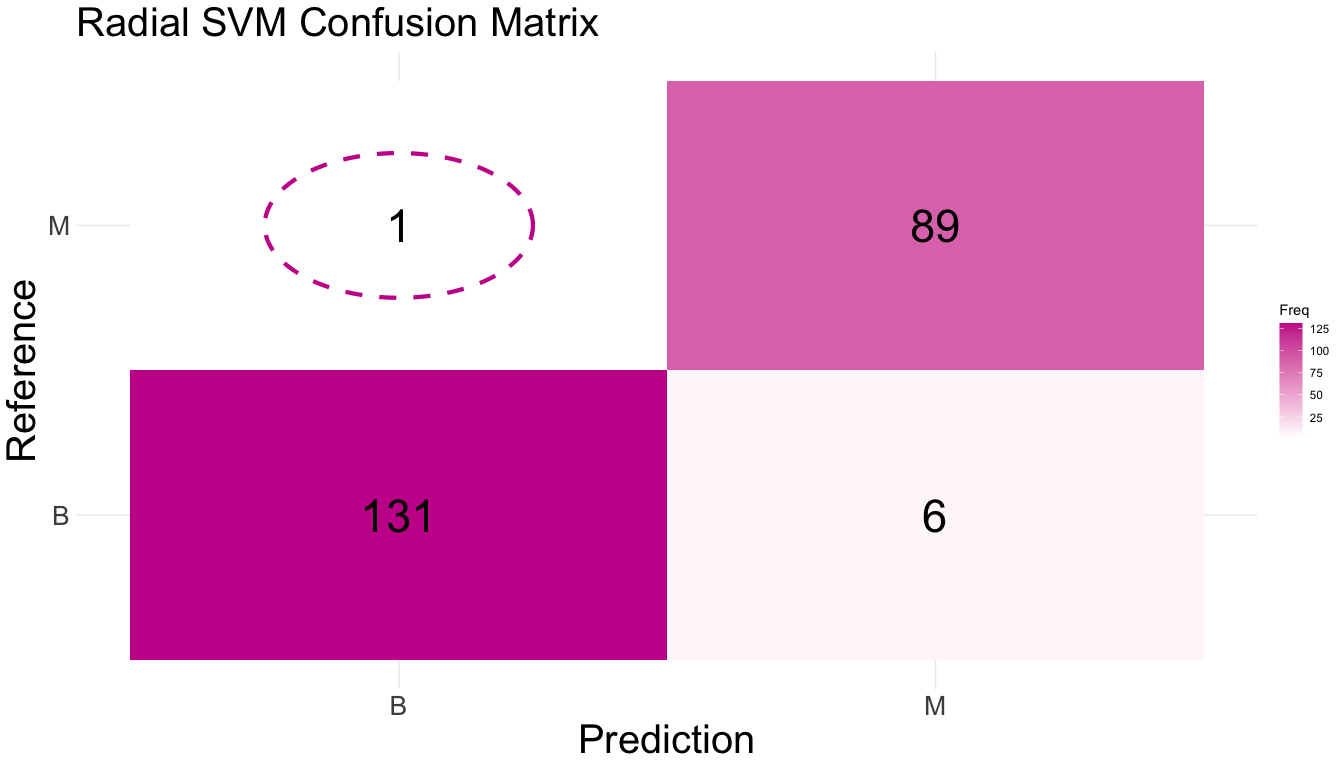 Radial SVM Confusion Matrix
M
1
89
Reference
Freq
125
100
75
50
25
B
131
6
B
M
Prediction